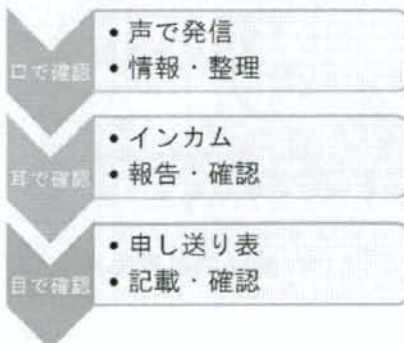 口で確認
• 声で発信
• 情報・整理
耳で確認
• インカム
• 報告・確認
目で確認
• 申し送り表
• 記載・確認